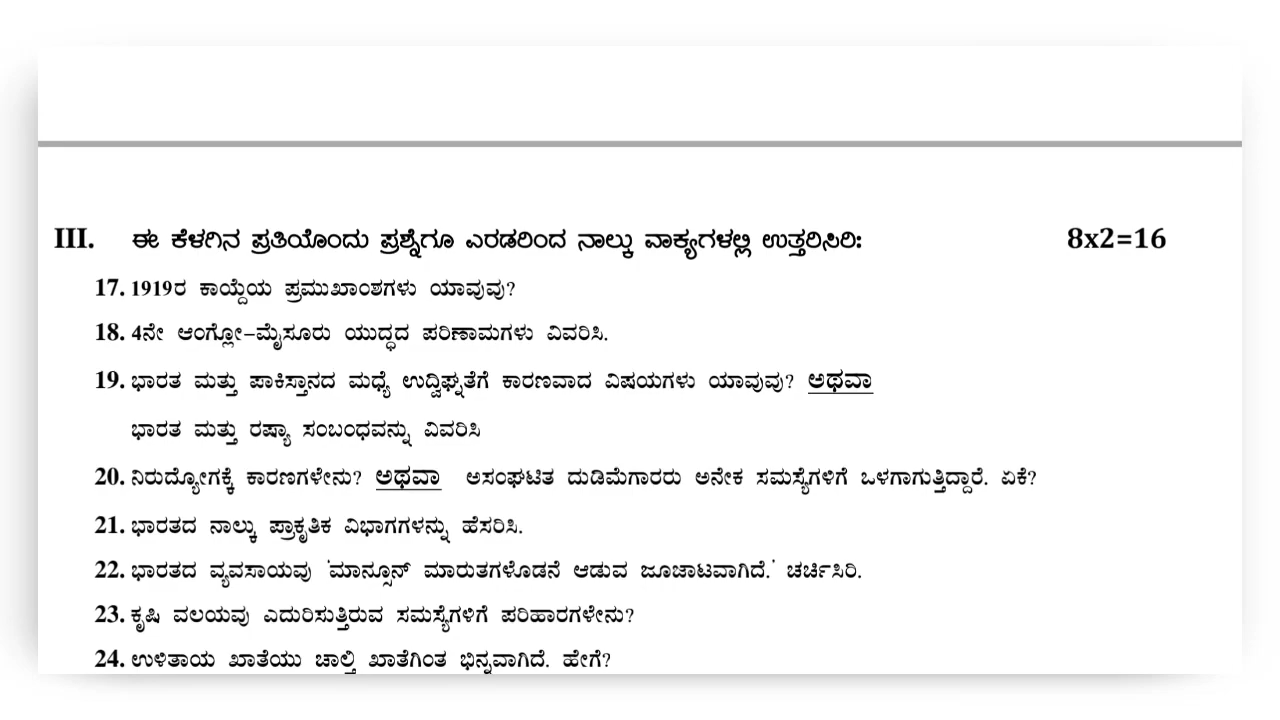 III. ಈ ಕೆಳಗಿನ ಪ್ರತಿಯೊಂದು ಪ್ರಶ್ನೆಗೂ ಎರಡರಿಂದ ನಾಲ್ಕು ವಾಕ್ಯಗಳಲ್ಲಿ ಉತ್ತರಿಸಿರಿ: 8x2=16
17. 1919ರ ಕಾಯ್ದೆಯ ಪ್ರಮುಖಾಂಶಗಳು ಯಾವುವು?
18. 4ನೇ ಆಂಗ್ಲೋ–ಮೈಸೂರು ಯುದ್ಧದ ಪರಿಣಾಮಗಳು ವಿವರಿಸಿ.
19. ಭಾರತ ಮತ್ತು ಪಾಕಿಸ್ತಾನದ ಮಧ್ಯೆ ಉದ್ವಿಘ್ನತೆಗೆ ಕಾರಣವಾದ ವಿಷಯಗಳು ಯಾವುವು? ಅಥವಾ
ಭಾರತ ಮತ್ತು ರಷ್ಯಾ ಸಂಬಂಧವನ್ನು ವಿವರಿಸಿ
20. ನಿರುದ್ಯೋಗಕ್ಕೆ ಕಾರಣಗಳೇನು? ಅಥವಾ ಅಸಂಘಟಿತ ದುಡಿಮೆಗಾರರು ಅನೇಕ ಸಮಸ್ಯೆಗಳಿಗೆ ಒಳಗಾಗುತ್ತಿದ್ದಾರೆ. ಏಕೆ?
21. ಭಾರತದ ನಾಲ್ಕು ಪ್ರಾಕೃತಿಕ ವಿಭಾಗಗಳನ್ನು ಹೆಸರಿಸಿ.
22. ಭಾರತದ ವ್ಯವಸಾಯವು 'ಮಾನ್ಸೂನ್ ಮಾರುತಗಳೊಡನೆ ಆಡುವ ಜೂಜಾಟವಾಗಿದೆ.' ಚರ್ಚಿಸಿರಿ.
23. ಕೃಷಿ ವಲಯವು ಎದುರಿಸುತ್ತಿರುವ ಸಮಸ್ಯೆಗಳಿಗೆ ಪರಿಹಾರಗಳೇನು?
24. ಉಳಿತಾಯ ಖಾತೆಯು ಚಾಲ್ತಿ ಖಾತೆಗಿಂತ ಭಿನ್ನವಾಗಿದೆ. ಹೇಗೆ?